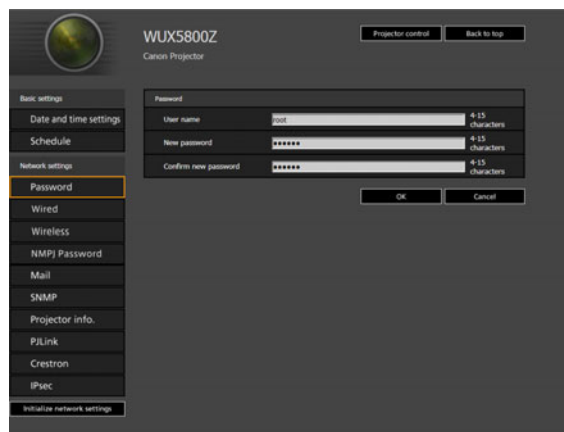 WUX5800Z
Canon Projector
Projector control
Back to top
Basic settings
Date and time settings
Schedule
Network settings
Password
Wired
Wireless
NMPJ Password
Mail
SNMP
Projector info.
PJLink
Crestron
IPsec
Initialize network settings
Password
User name root 4-15
characters
New password •••••• 4-15
characters
Confirm new password •••••• 4-15
characters
OK
Cancel